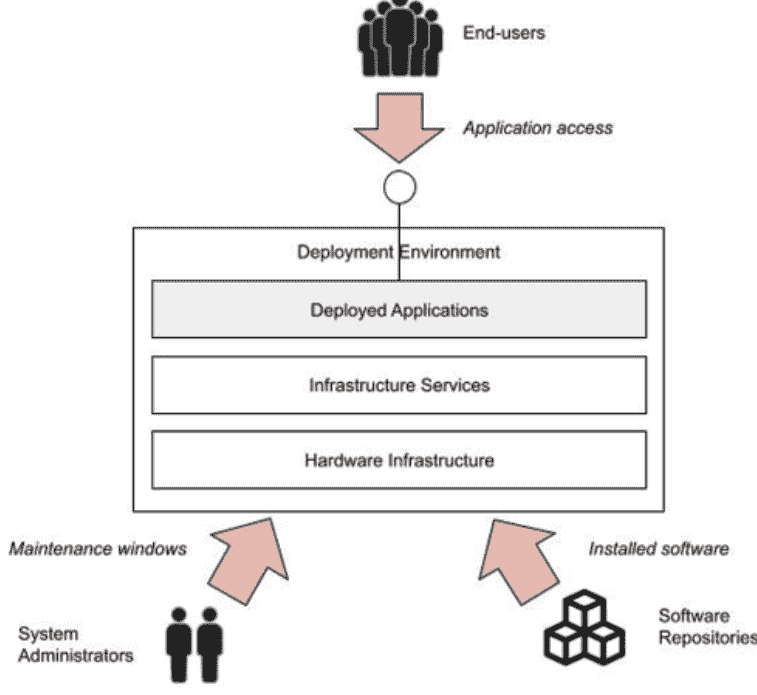 End-users
Application access
Deployment Environment
Deployed Applications
Infrastructure Services
Hardware Infrastructure
Maintenance windows
Installed software
System
Administrators
Software
Repositories